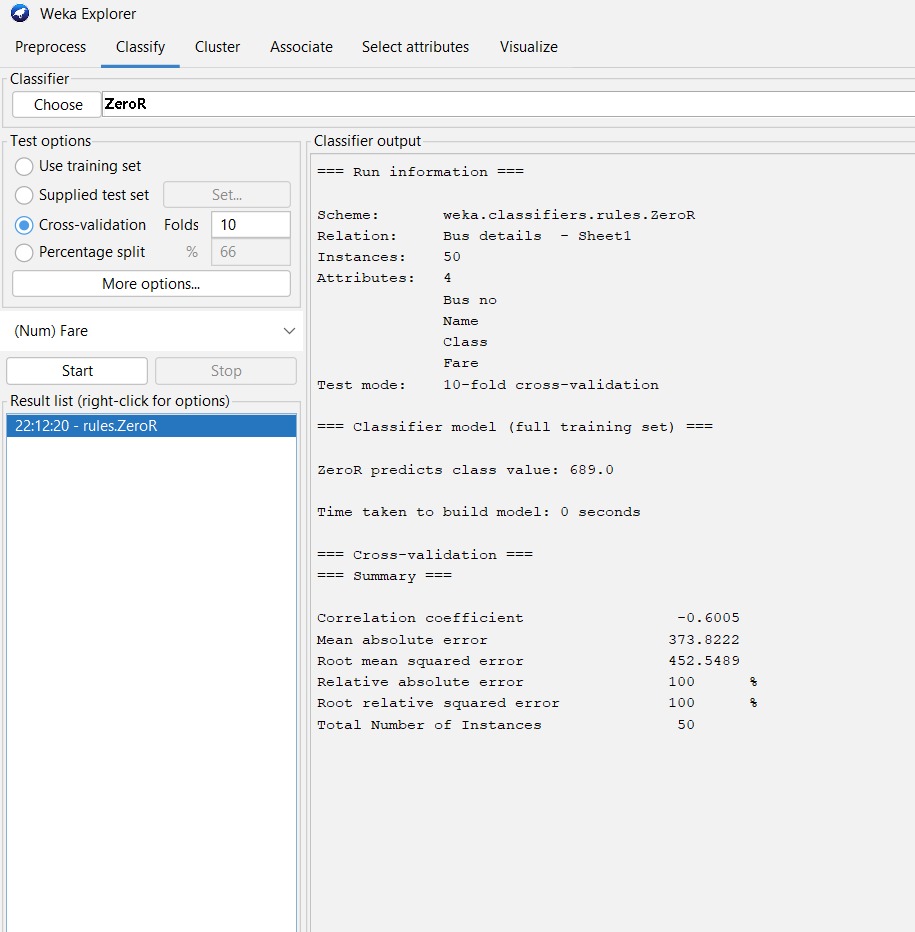 Weka Explorer
Preprocess Classify Cluster Associate Select attributes Visualize
Classifier
Choose ZeroR
Test options
Use training set
Supplied test set Set...
Cross-validation Folds 10
Percentage split % 66
More options...
(Num) Fare
Start Stop
Result list (right-click for options)
22:12:20 - rules.ZeroR
Classifier output
=== Run information ===
Scheme: weka.classifiers.rules.ZeroR
Relation: Bus details - Sheet1
Instances: 50
Attributes: 4
Bus no
Name
Class
Fare
Test mode: 10-fold cross-validation
=== Classifier model (full training set) ===
ZeroR predicts class value: 689.0
Time taken to build model: 0 seconds
=== Cross-validation ===
=== Summary ===
Correlation coefficient -0.6005
Mean absolute error 373.8222
Root mean squared error 452.5489
Relative absolute error 100 %
Root relative squared error 100 %
Total Number of Instances 50